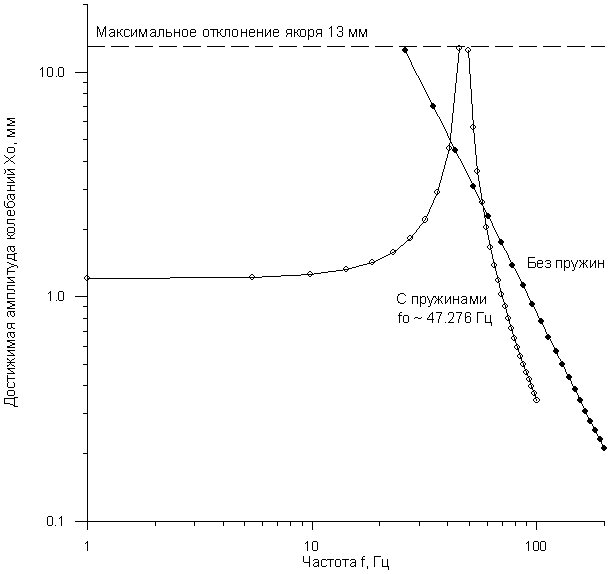 Максимальное отклонение якоря 13 мм
10.0
Достижимая амплитуда колебаний Xo, мм
Без пружин
1.0
С пружинами
fo ~ 47.276 Гц
0.1
1
10
100
Частота f, Гц